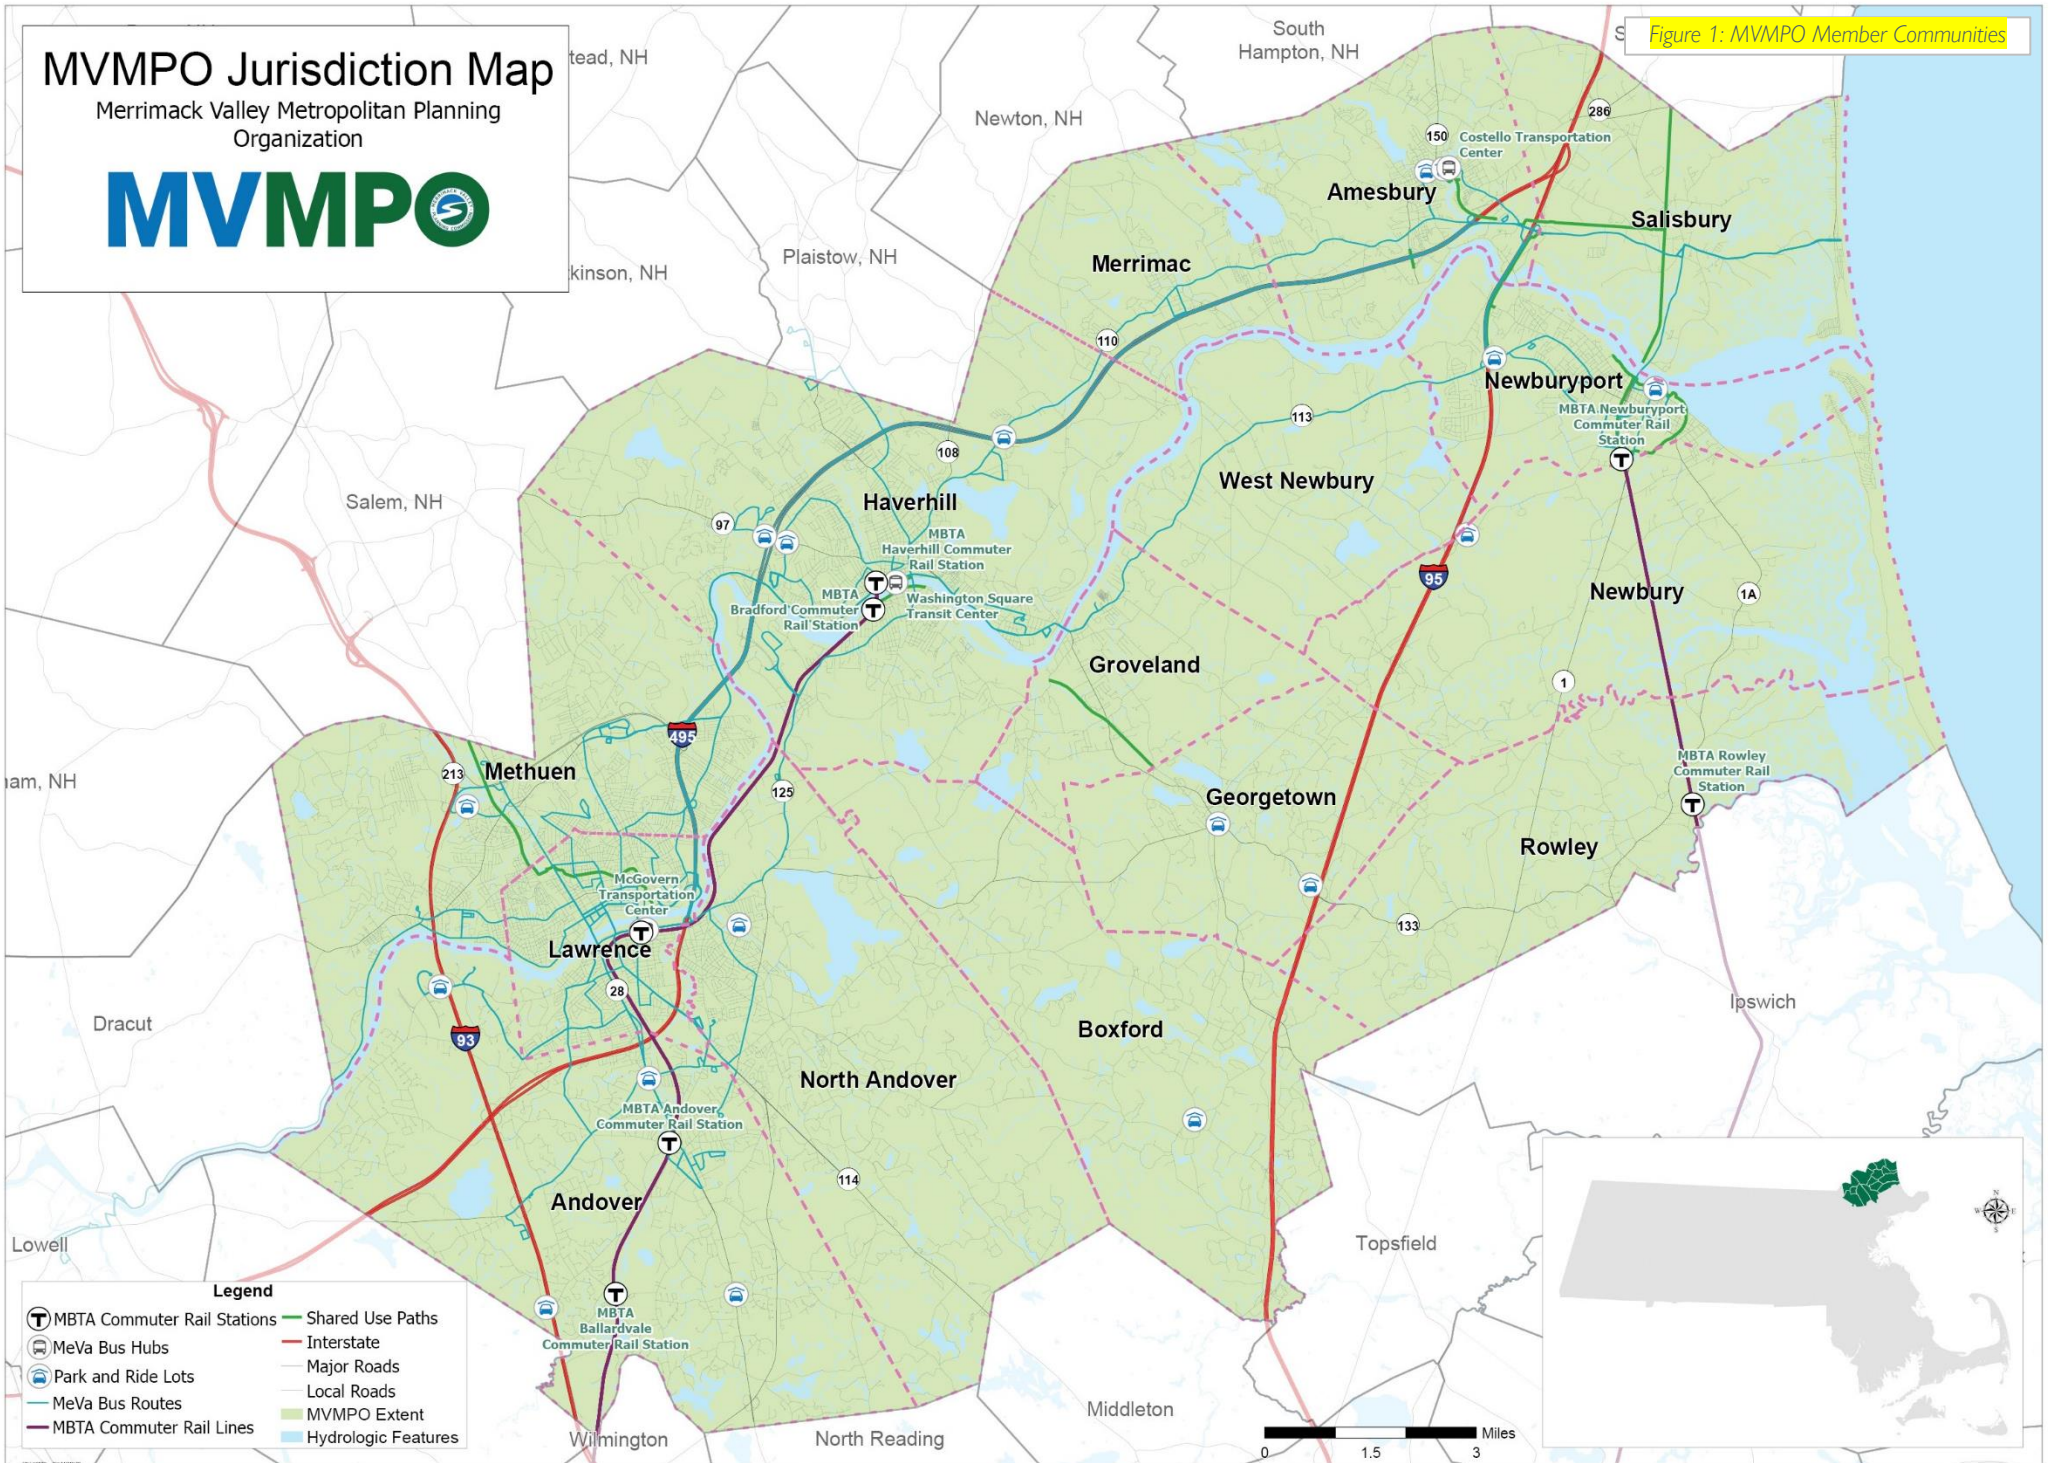 MVMPO Jurisdiction Map
Merrimack Valley Metropolitan Planning
Organization
MVMPO
Figure 1: MVMPO Member Communities
tead, NH
South
Hampton, NH
Newton, NH
kinson, NH
Plaistow, NH
Salem, NH
am, NH
Dracut
Lowell
Wilmington
North Reading
Middleton
Topsfield
Ipswich
286
150
Costello Transportation
Center
Amesbury
Salisbury
Merrimac
110
Newburyport
MBTA Newburyport
Commuter Rail
Station
113
108
West Newbury
Haverhill
97
MBTA
Haverhill Commuter
Rail Station
MBTA
Bradford Commuter
Rail Station
Washington Square
Transit Center
95
Newbury
1A
Groveland
1
495
MBTA Rowley
Commuter Rail
Station
213
Methuen
125
Georgetown
Rowley
McGovern
Transportation
Center
133
Lawrence
28
93
Boxford
North Andover
MBTA Andover
Commuter Rail Station
114
Andover
MBTA
Ballardvale
Commuter Rail Station
Legend
MBTA Commuter Rail Stations
MeVa Bus Hubs
Park and Ride Lots
MeVa Bus Routes
MBTA Commuter Rail Lines
Shared Use Paths
Interstate
Major Roads
Local Roads
MVMPO Extent
Hydrologic Features
Miles
0 1.5 3
N
W E
S